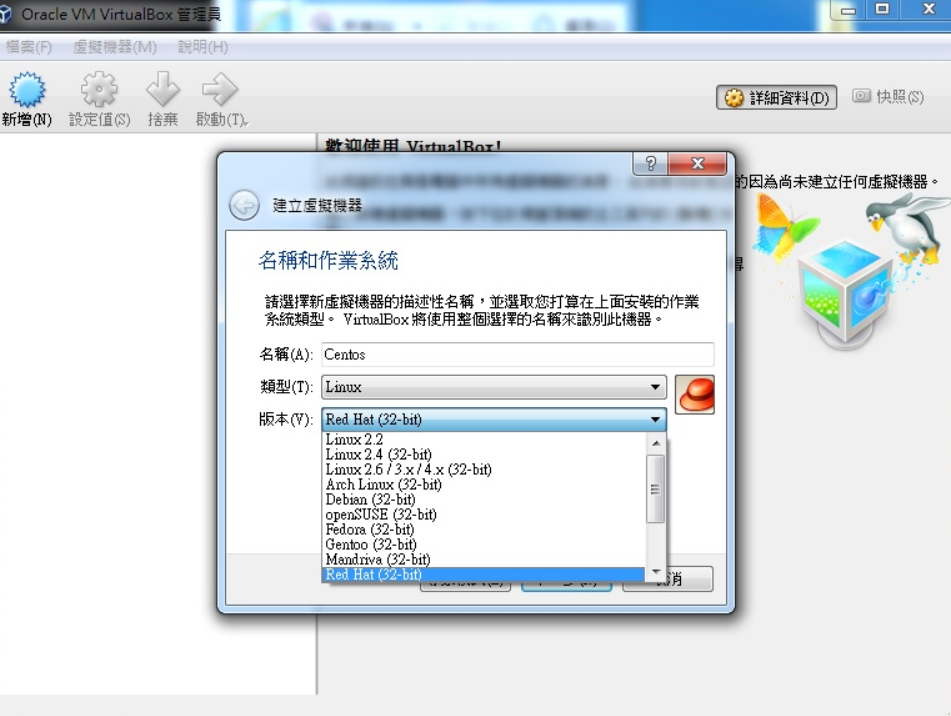 Oracle VM VirtualBox 管理員
檔案(F) 虛擬機器(M) 說明(H)
新增(N) 設定值(S) 捨棄 啟動(T)
詳細資料(D) 快照(S)
歡迎使用 VirtualBox!
的因為尚未建立任何虛擬機器。
得
建立虛擬機器
名稱和作業系統
請選擇新虛擬機器的描述性名稱，並選取您打算在上面安裝的作業
系統類型。 VirtualBox 將使用整個選擇的名稱來識別此機器。
名稱(A): Centos
類型(T): Linux
版本(V): Red Hat (32-bit)
Linux 2.2
Linux 2.4 (32-bit)
Linux 2.6 / 3.x / 4.x (32-bit)
Arch Linux (32-bit)
Debian (32-bit)
openSUSE (32-bit)
Fedora (32-bit)
Gentoo (32-bit)
Mandriva (32-bit)
Red Hat (32-bit)
消